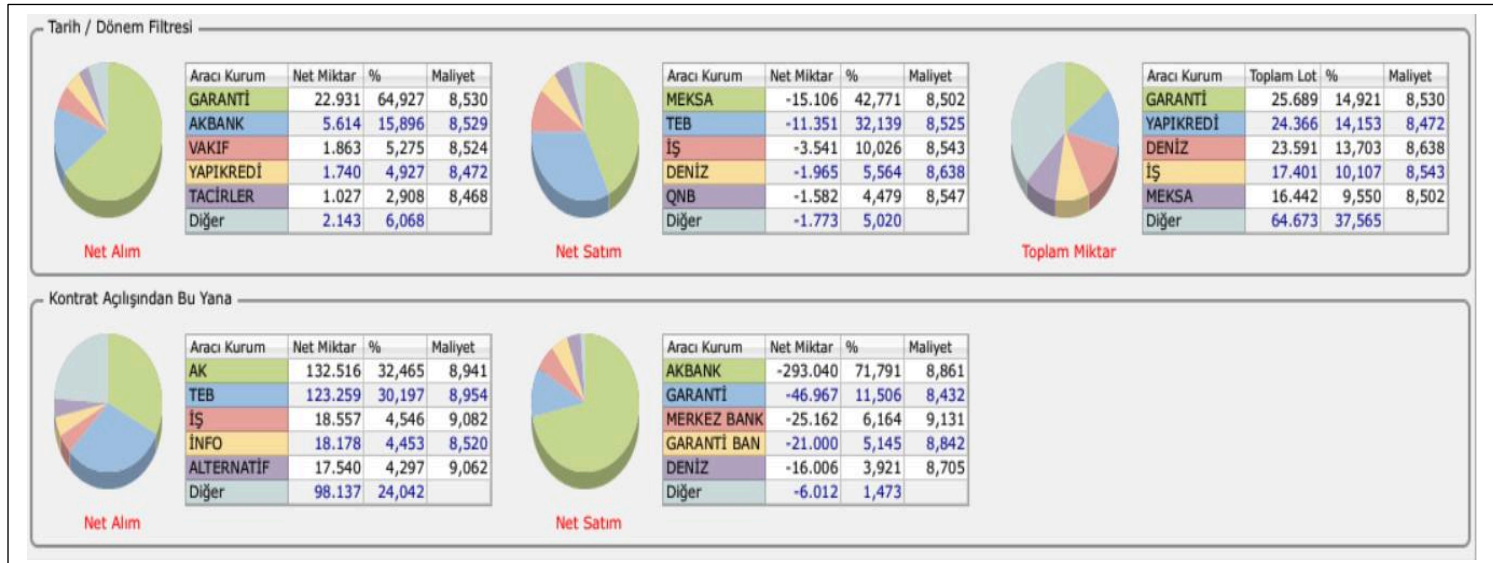 Tarih / Dönem Filtresi
Aracı Kurum Net Miktar % Maliyet
GARANTİ 22.931 64,927 8,530
AKBANK 5.614 15,896 8,529
VAKIF 1.863 5,275 8,524
YAPIKREDİ 1.740 4,927 8,472
TACİRLER 1.027 2,908 8,468
Diğer 2.143 6,068
Net Alım
Aracı Kurum Net Miktar % Maliyet
MEKSA -15.106 42,771 8,502
TEB -11.351 32,139 8,525
İŞ -3.541 10,026 8,543
DENİZ -1.965 5,564 8,638
QNB -1.582 4,479 8,547
Diğer -1.773 5,020
Net Satım
Aracı Kurum Toplam Lot % Maliyet
GARANTİ 25.689 14,921 8,530
YAPIKREDİ 24.366 14,153 8,472
DENİZ 23.591 13,703 8,638
İŞ 17.401 10,107 8,543
MEKSA 16.442 9,550 8,502
Diğer 64.673 37,565
Toplam Miktar
Kontrat Açılışından Bu Yana
Aracı Kurum Net Miktar % Maliyet
AK 132.516 32,465 8,941
TEB 123.259 30,197 8,954
İŞ 18.557 4,546 9,082
İNFO 18.178 4,453 8,520
ALTERNATİF 17.540 4,297 9,062
Diğer 98.137 24,042
Net Alım
Aracı Kurum Net Miktar % Maliyet
AKBANK -293.040 71,791 8,861
GARANTİ -46.967 11,506 8,432
MERKEZ BANK -25.162 6,164 9,131
GARANTİ BAN -21.000 5,145 8,842
DENİZ -16.006 3,921 8,705
Diğer -6.012 1,473
Net Satım